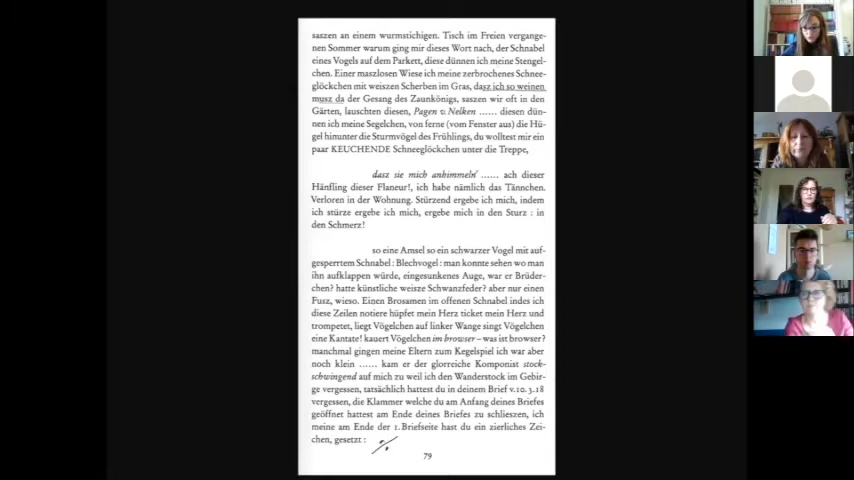 saszen an einem wurmstichigen. Tisch im Freien vergange-
nen Sommer warum ging mir dieses Wort nach, der Schnabel
eines Vogels auf dem Parkett, diese dünnen ich meine Stengel-
chen. Einer maszlosen Wiese ich meine zerbrochenes Schnee-
glöckchen mit weiszen Scherben im Gras, dasz ich so weinen
musz da der Gesang des Zaunkönigs, saszen wir oft in den
Gärten, lauschten diesen, Pagen v. Nelken ...... diesen dün-
nen ich meine Segelchen, von ferne (vom Fenster aus) die Hü-
gel hinunter die Sturmvögel des Frühlings, du wolltest mir ein
paar KEUCHENDE Schneeglöckchen unter die Treppe,
dasz sie mich anhimmeln ...... ach dieser
Hänfling dieser Flaneur!, ich habe nämlich das Tännchen.
Verloren in der Wohnung. Stürzend ergebe ich mich, indem
ich stürze ergebe ich mich, ergebe mich in den Sturz : in
den Schmerz!
so eine Amsel so ein schwarzer Vogel mit auf-
gesperrtem Schnabel : Blechvogel : man konnte sehen wo man
ihn aufklappen würde, eingesunkenes Auge, war er Brüder-
chen? hatte künstliche weisze Schwanzfeder? aber nur einen
Fusz, wieso. Einen Brosamen im offenen Schnabel indes ich
diese Zeilen notiere hüpfet mein Herz ticket mein Herz und
trompetet, liegt Vögelchen auf linker Wange singt Vögelchen
eine Kantate! kauert Vögelchen im browser – was ist browser?
manchmal gingen meine Eltern zum Kegelspiel ich war aber
noch klein ...... kam er der glorreiche Komponist stock-
schwingend auf mich zu weil ich den Wanderstock im Gebir-
ge vergessen, tatsächlich hattest du in deinem Brief v. 10. 3. 18
vergessen, die Klammer welche du am Anfang deines Briefes
geöffnet hattest am Ende deines Briefes zu schlieszen, ich
meine am Ende der 1. Briefseite hast du ein zierliches Zei-
chen, gesetzt :
79